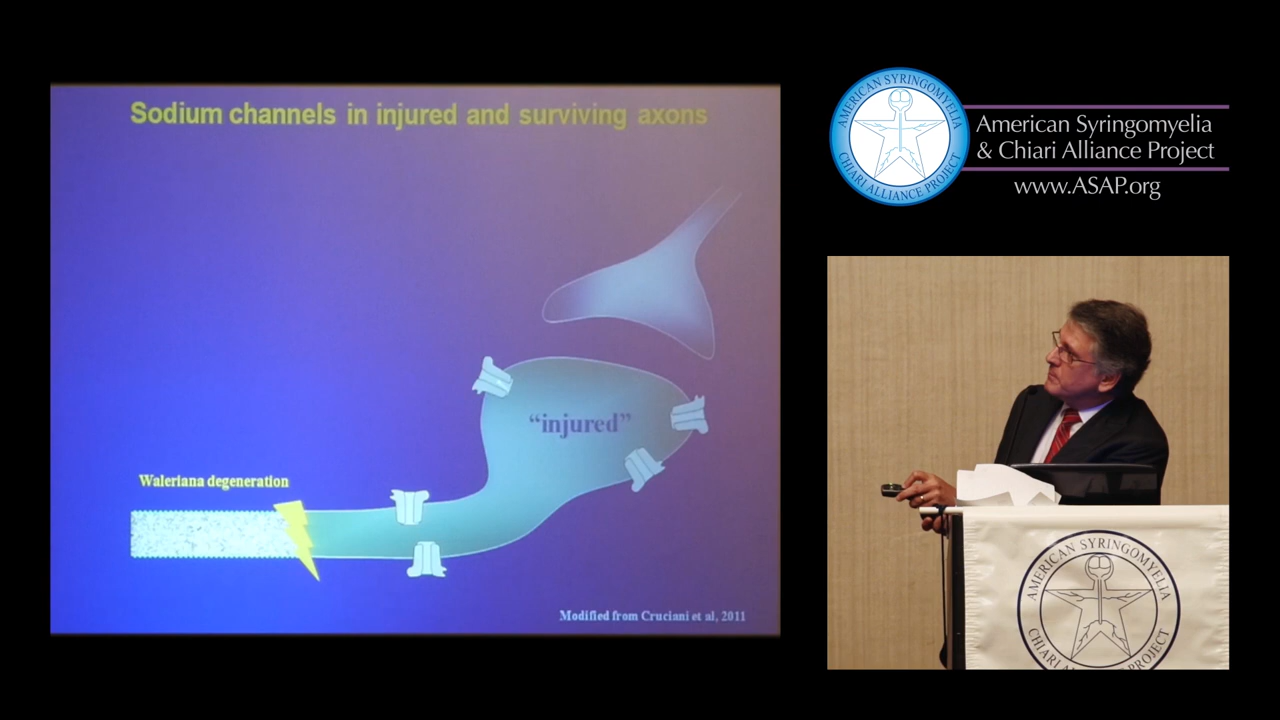 Sodium channels in injured and surviving axons
“injured”
Waleriana degeneration
Modified from Cruciani et al, 2011
AMERICAN SYRINGOMYELIA
CHIARI ALLIANCE PROJECT
American Syringomyelia
& Chiari Alliance Project
www.ASAP.org
AMERICAN SYRINGOMYELIA
CHIARI ALLIANCE PROJECT